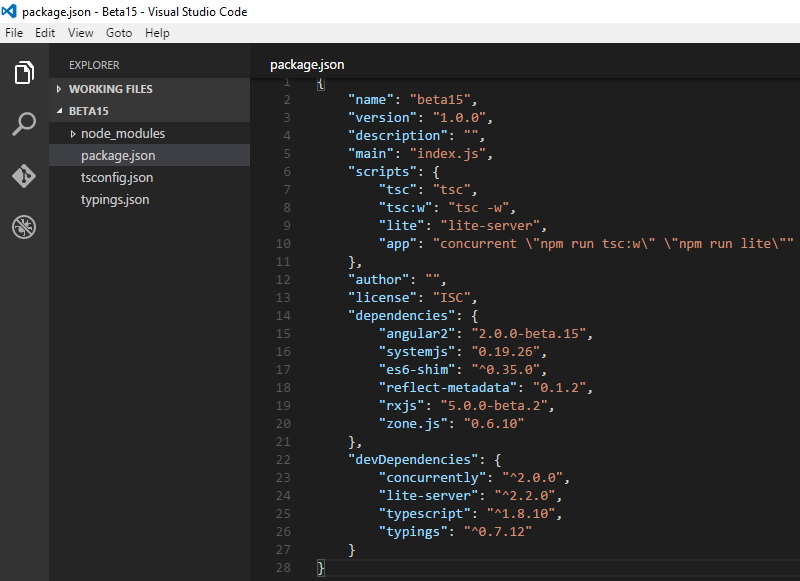 package.json - Beta15 - Visual Studio Code
File Edit View Goto Help
EXPLORER
WORKING FILES
BETA15
node_modules
package.json
tsconfig.json
typings.json
package.json
1 {
2 "name": "beta15",
3 "version": "1.0.0",
4 "description": "",
5 "main": "index.js",
6 "scripts": {
7 "tsc": "tsc",
8 "tsc:w": "tsc -w",
9 "lite": "lite-server",
10 "app": "concurrent \"npm run tsc:w\" \"npm run lite\""
11 },
12 "author": "",
13 "license": "ISC",
14 "dependencies": {
15 "angular2": "2.0.0-beta.15",
16 "systemjs": "0.19.26",
17 "es6-shim": "^0.35.0",
18 "reflect-metadata": "0.1.2",
19 "rxjs": "5.0.0-beta.2",
20 "zone.js": "0.6.10"
21 },
22 "devDependencies": {
23 "concurrently": "^2.0.0",
24 "lite-server": "^2.2.0",
25 "typescript": "^1.8.10",
26 "typings": "^0.7.12"
27 }
28 }